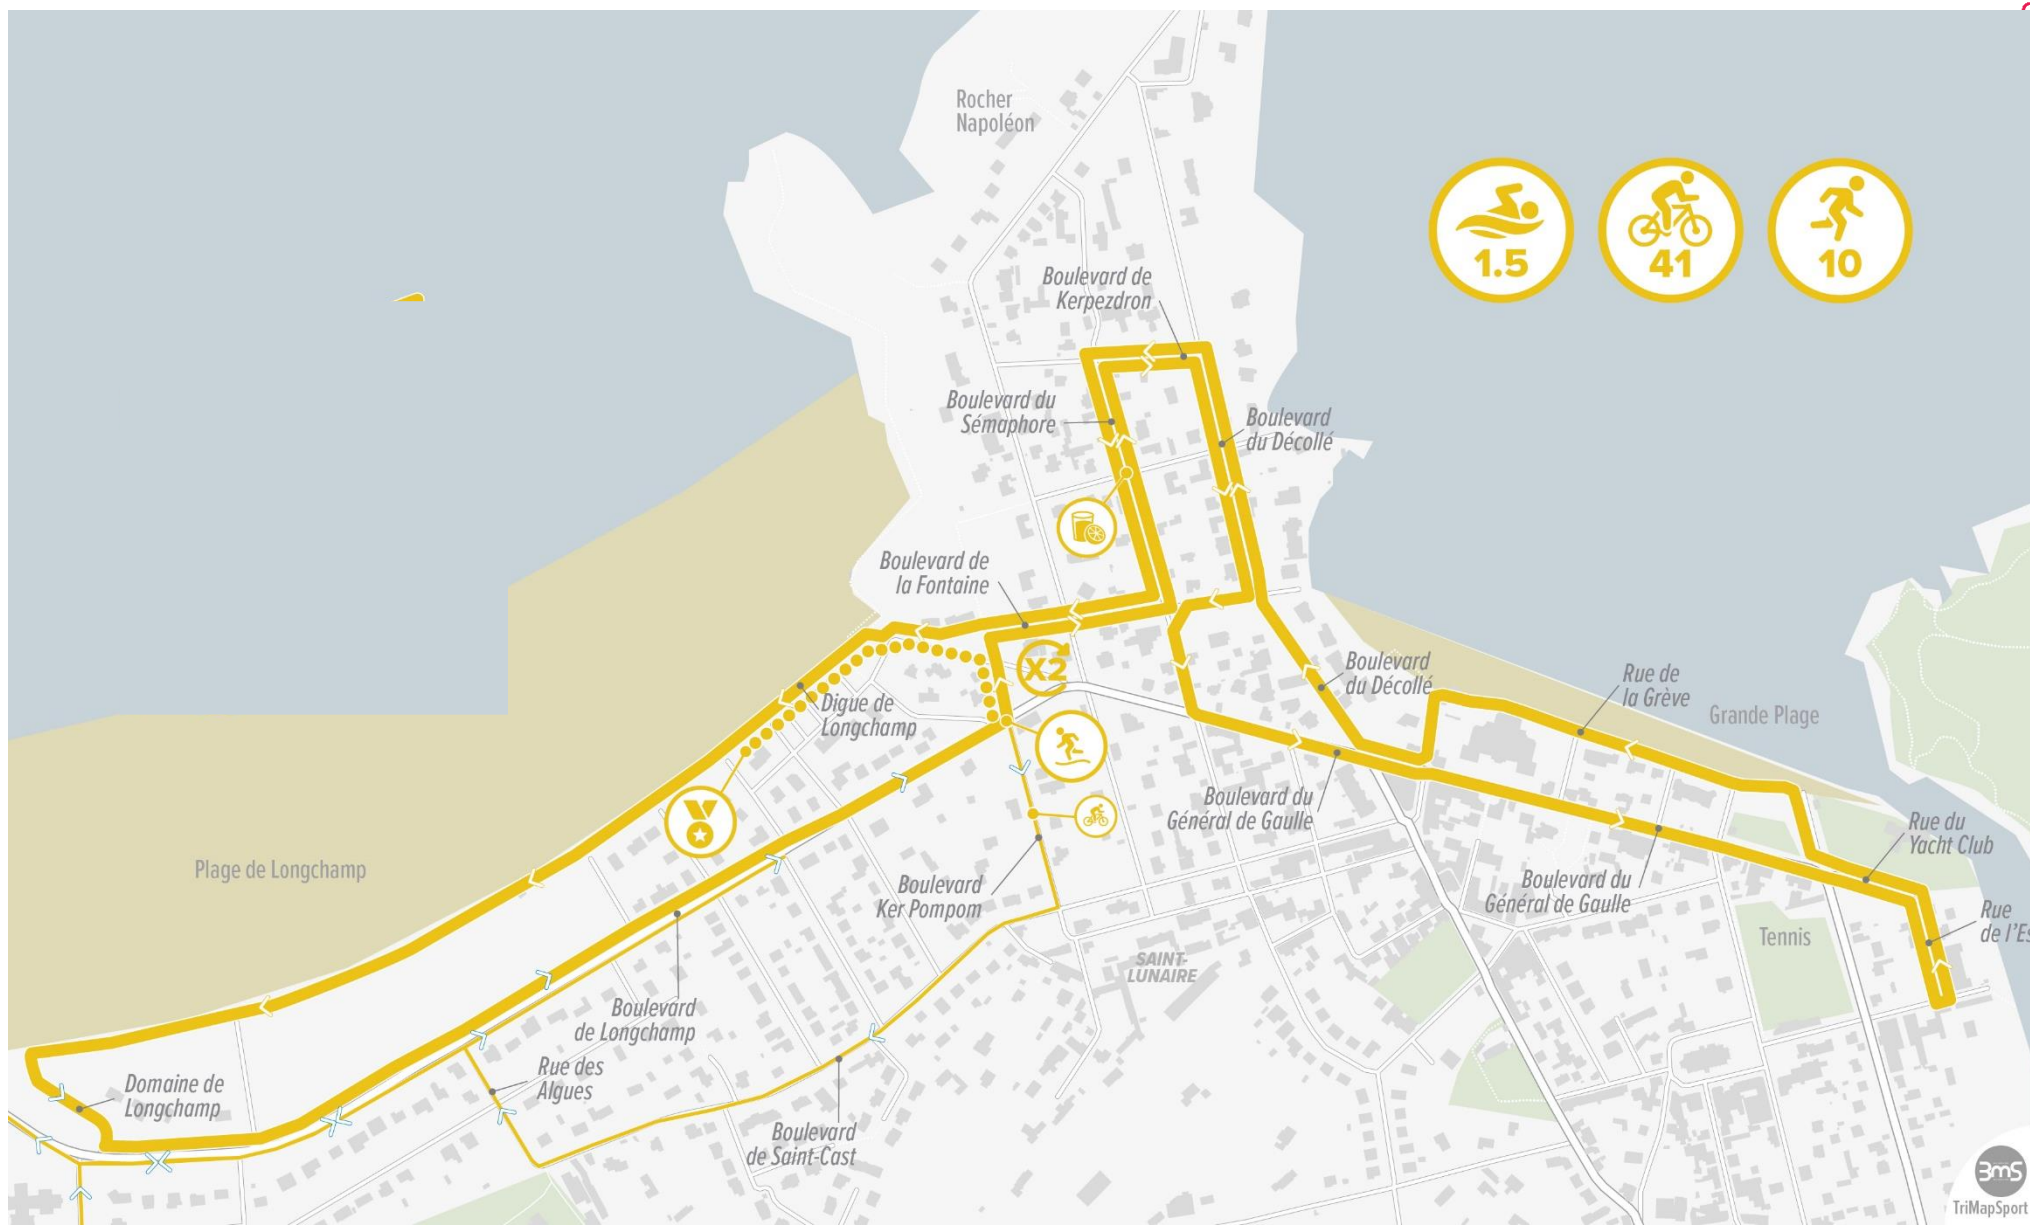 Rocher
Napoléon
1.5
41
10
Boulevard de
Kerpezdron
Boulevard du
Sémaphore
Boulevard
du Décollé
Boulevard de
la Fontaine
X2
Boulevard
du Décollé
Rue de
la Grève
Grande Plage
Digue de
Longchamp
Boulevard du
Général de Gaulle
Rue du
Yacht Club
Plage de Longchamp
Boulevard
Ker Pompom
Boulevard du
Général de Gaulle
Rue
de l'Es
Tennis
SAINT-
LUNAIRE
Boulevard
de Longchamp
Rue des
Algues
Domaine de
Longchamp
Boulevard
de Saint-Cast
3mS
TriMapSport